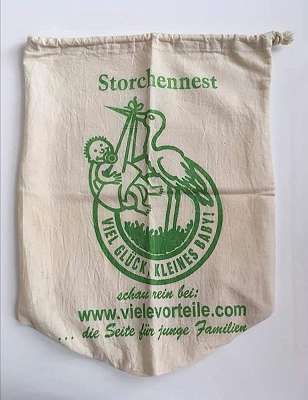 Storchennest
VIEL GLÜCK, KLEINES BABY!
schau rein bei:
www.vielevorteile.com
... die Seite für junge Familien